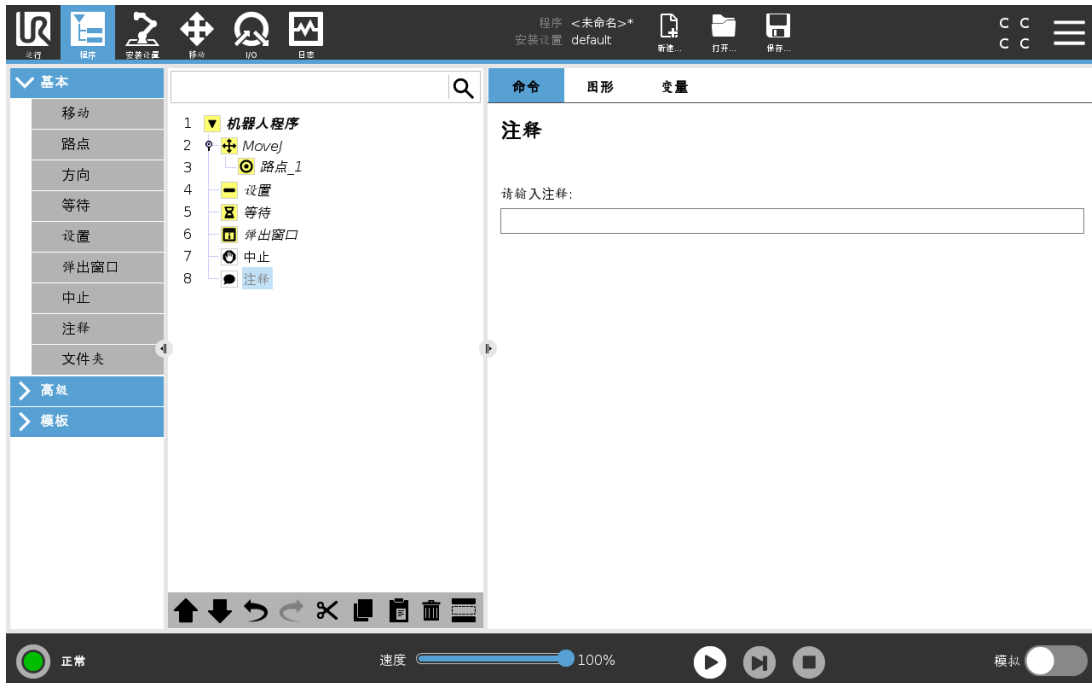 UR
运行
程序
安装设置
移动
I/O
日志
程序 <未命名>*
安装设置 default
新建...
打开...
保存...
C C
C C
基本
移动
路点
方向
等待
设置
弹出窗口
中止
注释
文件夹
高级
模板
1 机器人程序
2 MoveJ
3 路点_1
4 设置
5 等待
6 弹出窗口
7 中止
8 注释
命令
图形
变量
注释
请输入注释:
正常
速度
100%
模拟